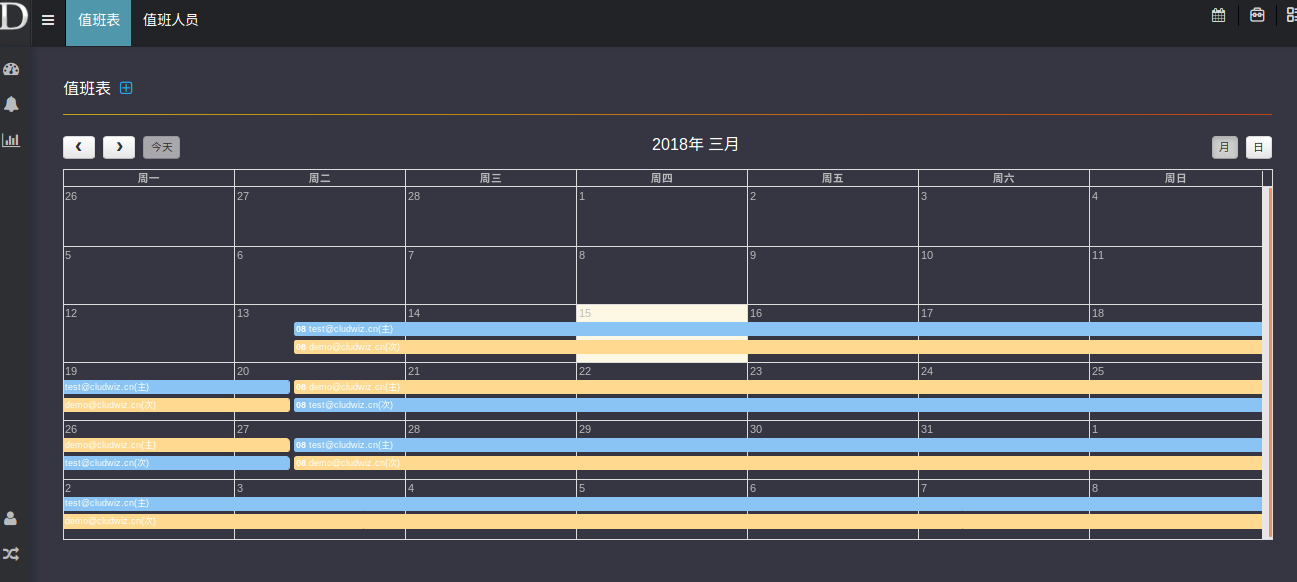 D
值班表 值班人员
值班表
今天 2018年 三月 月 日
周一 周二 周三 周四 周五 周六 周日
26 27 28 1 2 3 4
5 6 7 8 9 10 11
12 13 14 15 16 17 18
08 test@cludwiz.cn(主)
08 demo@cludwiz.cn(次)
19 20 21 22 23 24 25
test@cludwiz.cn(主) 08 demo@cludwiz.cn(主)
demo@cludwiz.cn(次) 08 test@cludwiz.cn(次)
26 27 28 29 30 31 1
demo@cludwiz.cn(主) 08 test@cludwiz.cn(主)
test@cludwiz.cn(次) 08 demo@cludwiz.cn(次)
2 3 4 5 6 7 8
test@cludwiz.cn(主)
demo@cludwiz.cn(次)